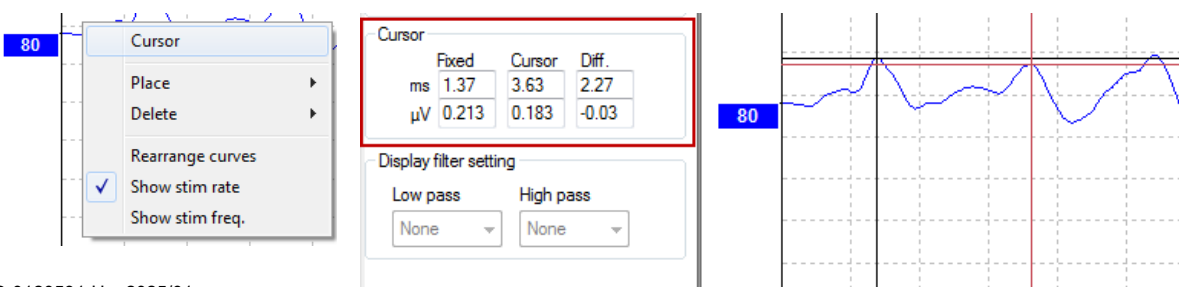 80
Cursor
Place
Delete
Rearrange curves
Show stim rate
Show stim freq.
Cursor
Fixed Cursor Diff.
ms 1.37 3.63 2.27
µV 0.213 0.183 -0.03
Display filter setting
Low pass High pass
None None
80